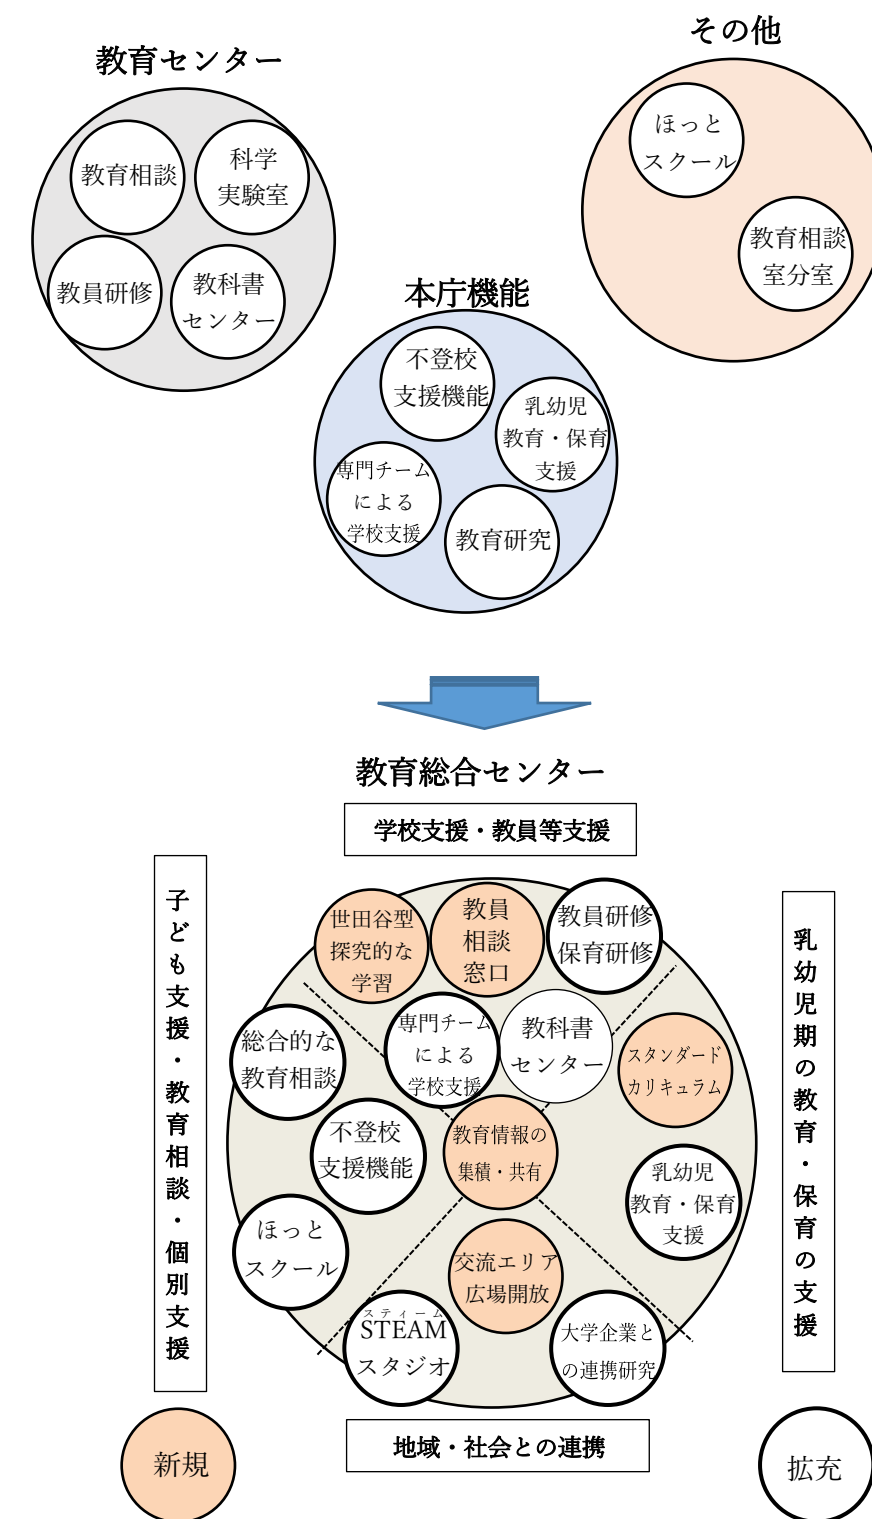 その他
教育センター
ほっと
スクール
教育相談
室分室
教育相談
科学
実験室
教員研修
教科書
センター
本庁機能
不登校
支援機能
乳幼児
教育・保育
支援
専門チーム
による
学校支援
教育研究
教育総合センター
学校支援・教員等支援
子ども支援・教育相談・個別支援
乳幼児期の教育・保育の支援
世田谷型
探究的な
学習
教員
相談
窓口
教員研修
保育研修
総合的な
教育相談
専門チーム
による
学校支援
教科書
センター
スタンダード
カリキュラム
不登校
支援機能
教育情報の
集積・共有
乳幼児
教育・保育
支援
ほっと
スクール
交流エリア
広場開放
スティーム
STEAM
スタジオ
大学企業と
の連携研究
地域・社会との連携
新規
拡充